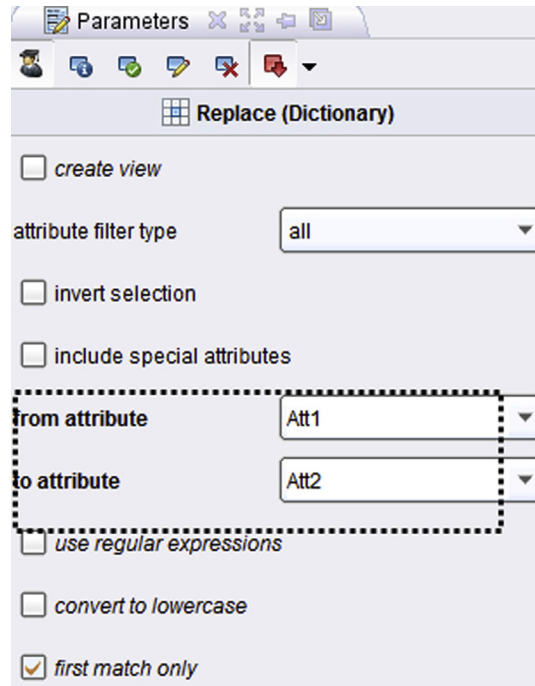 Parameters
Replace (Dictionary)
create view
attribute filter type all
invert selection
include special attributes
from attribute Att1
to attribute Att2
use regular expressions
convert to lowercase
first match only